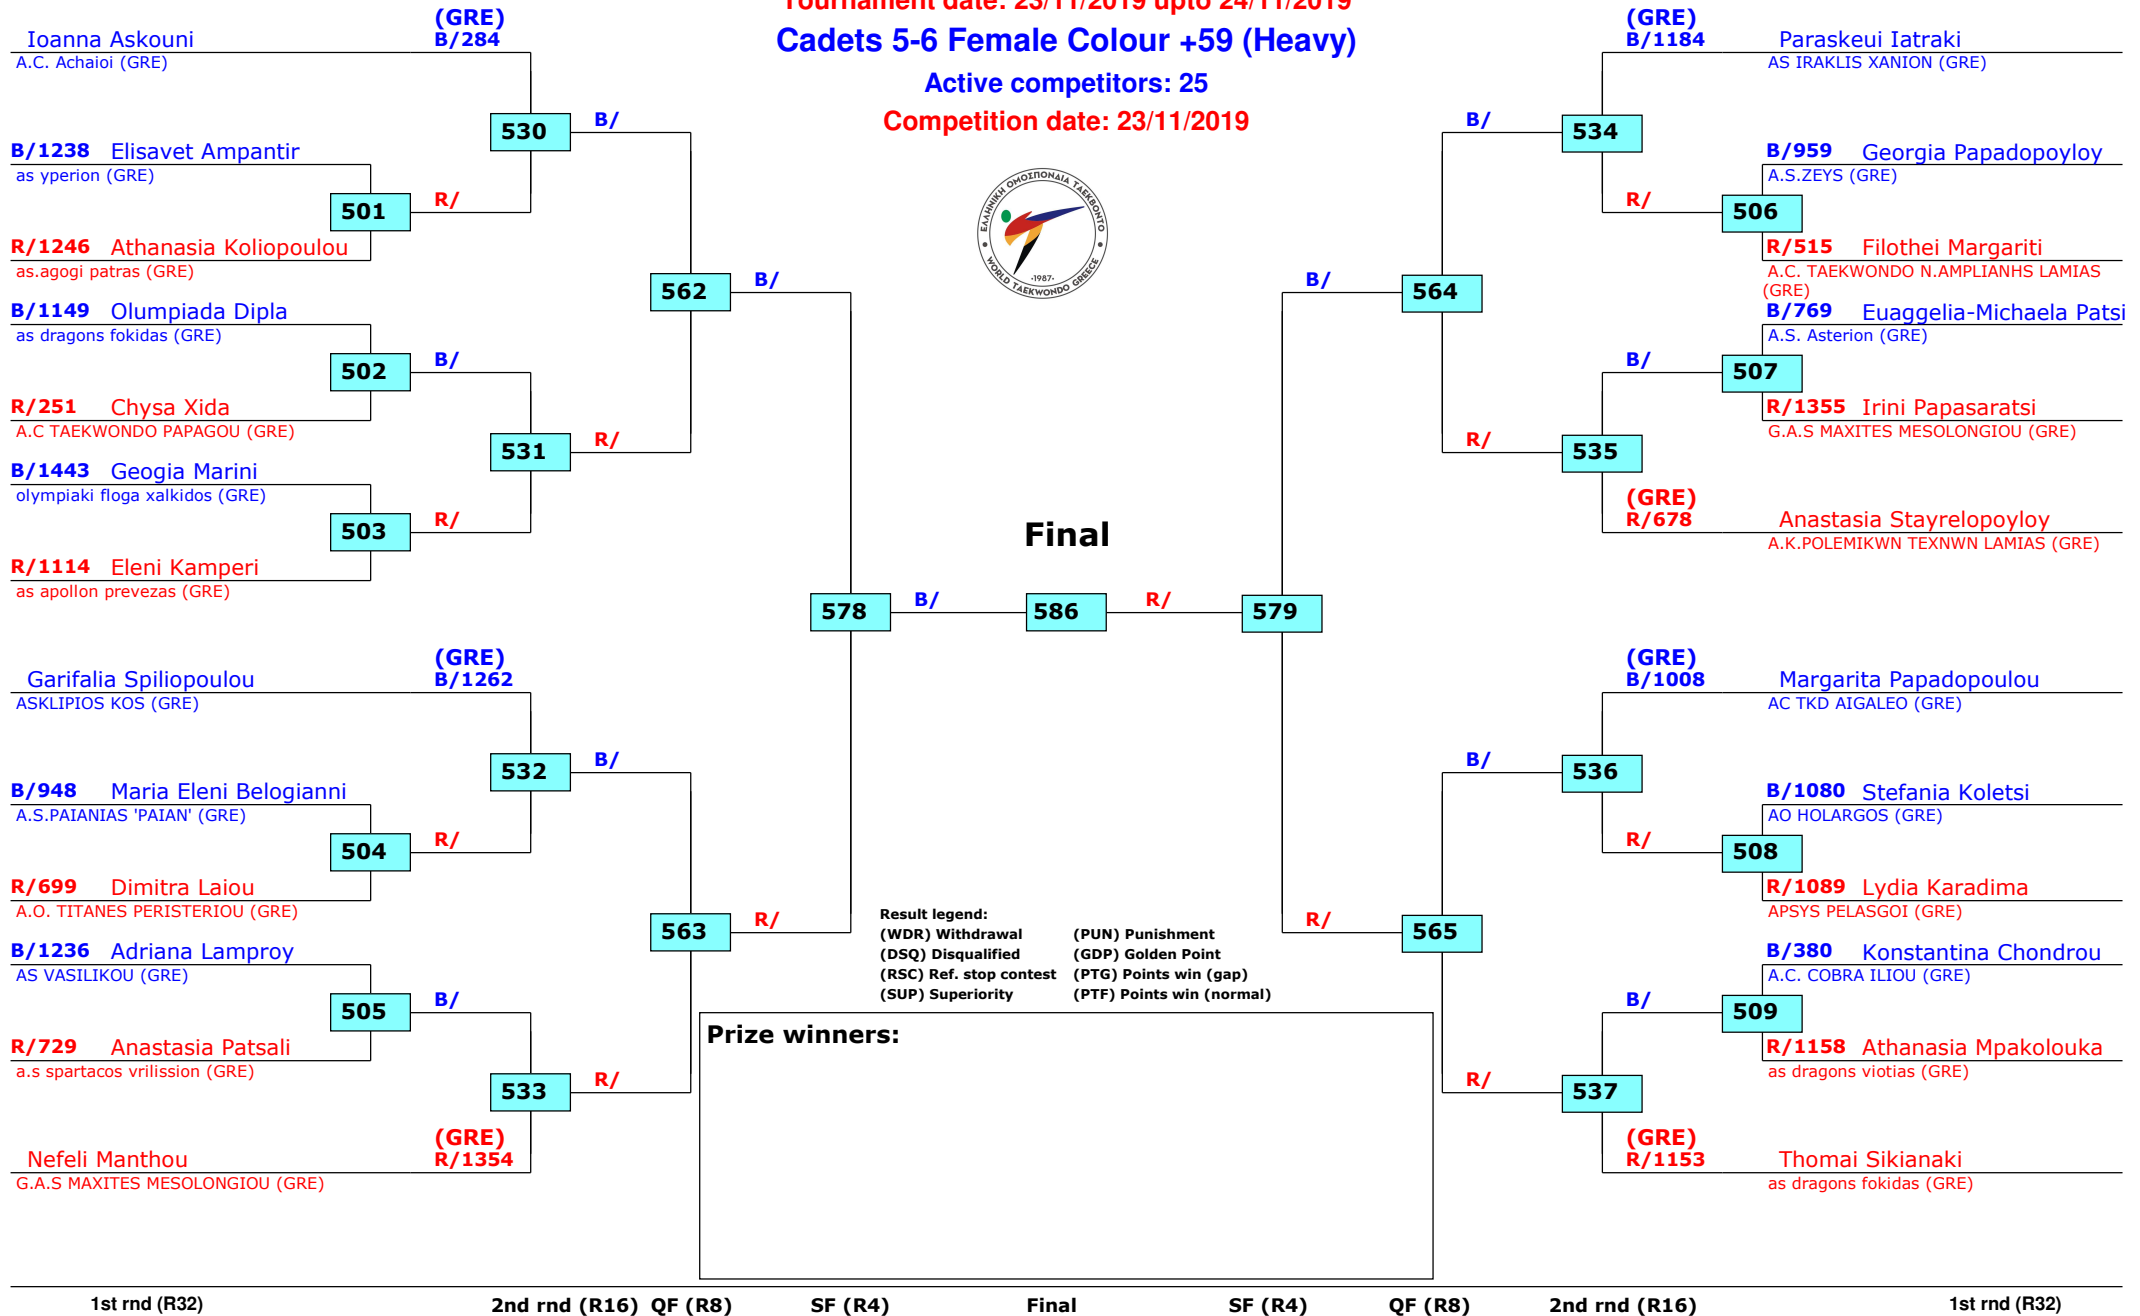 Tournament date: 23/11/2019 upto 24/11/2019
Cadets 5-6 Female Colour +59 (Heavy)
Active competitors: 25
Competition date: 23/11/2019
ΕΛΛΗΝΙΚΗ ΟΜΟΣΠΟΝΔΙΑ ΤΑΕΚΒΟΝΤΟ
WORLD TAEKWONDO GREECE
·1987·
(GRE)
Ioanna Askouni B/284
A.C. Achaioi (GRE)
530
B/
B/1238 Elisavet Ampantir
as yperion (GRE)
501
R/
R/1246 Athanasia Koliopoulou
as.agogi patras (GRE)
562
B/
B/1149 Olumpiada Dipla
as dragons fokidas (GRE)
502
B/
R/251 Chysa Xida
A.C TAEKWONDO PAPAGOU (GRE)
531
R/
B/1443 Geogia Marini
olympiaki floga xalkidos (GRE)
503
R/
R/1114 Eleni Kamperi
as apollon prevezas (GRE)
578
B/
(GRE)
Garifalia Spiliopoulou B/1262
ASKLIPIOS KOS (GRE)
532
B/
B/948 Maria Eleni Belogianni
A.S.PAIANIAS 'PAIAN' (GRE)
504
R/
R/699 Dimitra Laiou
A.O. TITANES PERISTERIOU (GRE)
563
R/
B/1236 Adriana Lamproy
AS VASILIKOU (GRE)
505
B/
R/729 Anastasia Patsali
a.s spartacos vrilission (GRE)
533
R/
(GRE)
Nefeli Manthou R/1354
G.A.S MAXITES MESOLONGIOU (GRE)
Final
586
R/
579
(GRE)
B/1184 Paraskeui Iatraki
AS IRAKLIS XANION (GRE)
B/
534
B/959 Georgia Papadopoyloy
A.S.ZEYS (GRE)
R/
506
R/515 Filothei Margariti
A.C. TAEKWONDO N.AMPLIANHS LAMIAS
(GRE)
B/
564
B/769 Euaggelia-Michaela Patsi
A.S. Asterion (GRE)
B/
507
R/1355 Irini Papasaratsi
G.A.S MAXITES MESOLONGIOU (GRE)
R/
535
(GRE)
R/678 Anastasia Stayrelopoyloy
A.K.POLEMIKWN TEXNWN LAMIAS (GRE)
(GRE)
B/1008 Margarita Papadopoulou
AC TKD AIGALEO (GRE)
B/
536
B/1080 Stefania Koletsi
AO HOLARGOS (GRE)
R/
508
R/1089 Lydia Karadima
APSYS PELASGOI (GRE)
R/
565
B/380 Konstantina Chondrou
A.C. COBRA ILIOU (GRE)
B/
509
R/1158 Athanasia Mpakolouka
as dragons viotias (GRE)
R/
537
(GRE)
R/1153 Thomai Sikianaki
as dragons fokidas (GRE)
Result legend:
(WDR) Withdrawal (PUN) Punishment
(DSQ) Disqualified (GDP) Golden Point
(RSC) Ref. stop contest (PTG) Points win (gap)
(SUP) Superiority (PTF) Points win (normal)
Prize winners:
1st rnd (R32) 2nd rnd (R16) QF (R8) SF (R4) Final SF (R4) QF (R8) 2nd rnd (R16) 1st rnd (R32)